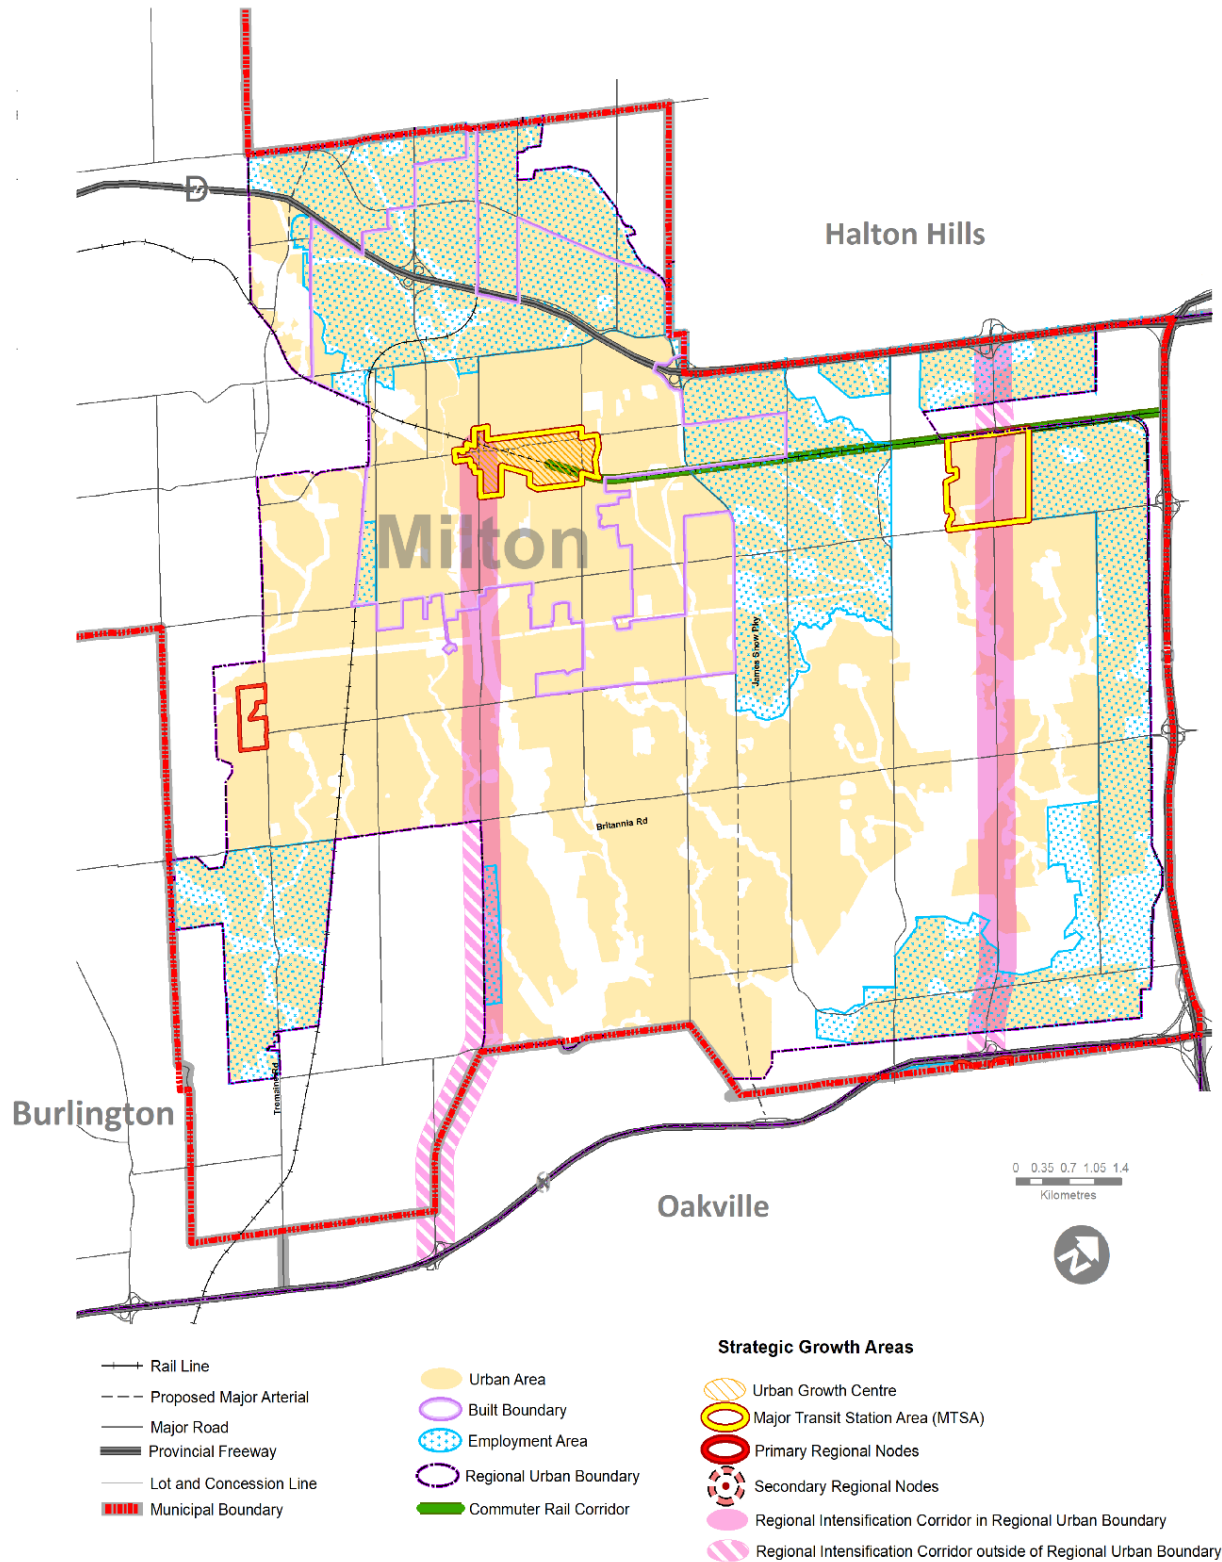 Halton Hills
Milton
James Snow Pky
Britannia Rd
Tremaine Rd
Burlington
Oakville
0 0.35 0.7 1.05 1.4
Kilometres
N
Strategic Growth Areas
Rail Line
Proposed Major Arterial
Major Road
Provincial Freeway
Lot and Concession Line
Municipal Boundary
Urban Area
Built Boundary
Employment Area
Regional Urban Boundary
Commuter Rail Corridor
Urban Growth Centre
Major Transit Station Area (MTSA)
Primary Regional Nodes
Secondary Regional Nodes
Regional Intensification Corridor in Regional Urban Boundary
Regional Intensification Corridor outside of Regional Urban Boundary